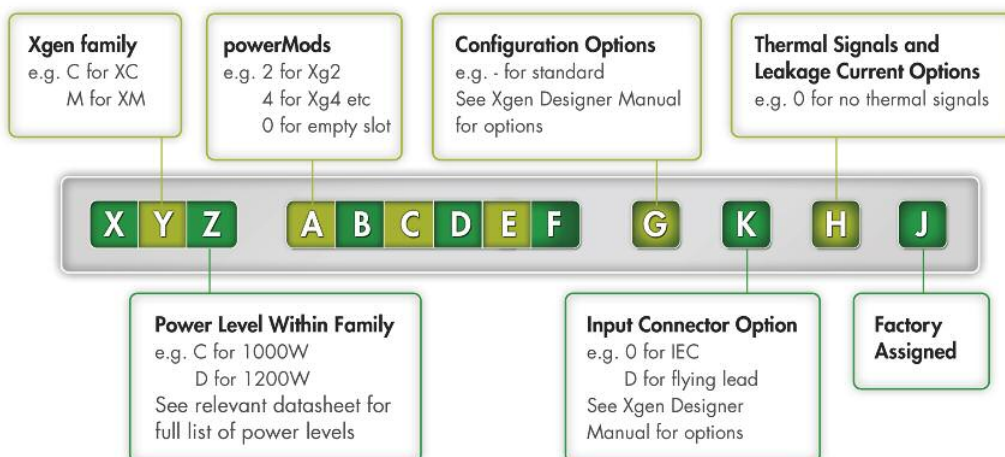 Xgen family
e.g. C for XC
M for XM
powerMods
e.g. 2 for Xg2
4 for Xg4 etc
0 for empty slot
Configuration Options
e.g. - for standard
See Xgen Designer Manual
for options
Thermal Signals and
Leakage Current Options
e.g. 0 for no thermal signals
X Y Z A B C D E F G K H J
Power Level Within Family
e.g. C for 1000W
D for 1200W
See relevant datasheet for
full list of power levels
Input Connector Option
e.g. 0 for IEC
D for flying lead
See Xgen Designer
Manual for options
Factory
Assigned